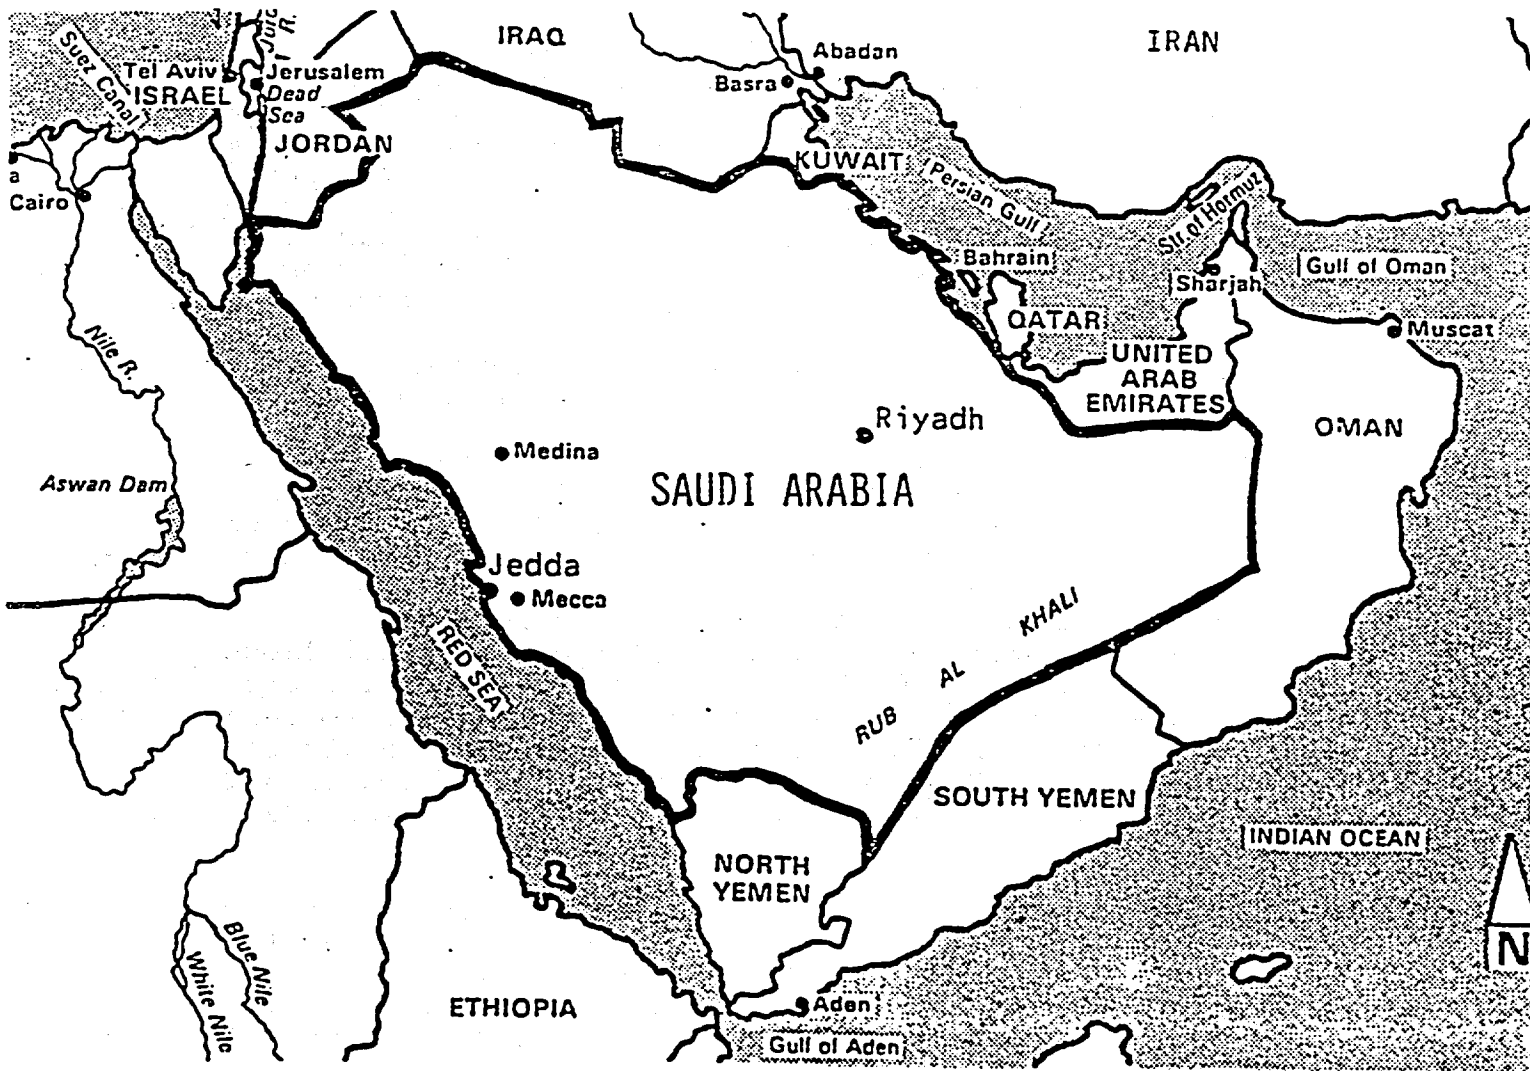 IRAQ
IRAN
Suez Canal
Tel Aviv
ISRAEL
R.
Jerusalem
Dead
Sea
JORDAN
Abadan
Basra
KUWAIT
Persian Gulf
Str. of Hormuz
a
Cairo
Bahrain
Gulf of Oman
Sharjah
QATAR
Muscat
Nile R.
UNITED
ARAB
EMIRATES
OMAN
Riyadh
Medina
SAUDI ARABIA
Aswan Dam
Jedda
Mecca
RED SEA
RUB AL KHALI
SOUTH YEMEN
INDIAN OCEAN
NORTH
YEMEN
Blue Nile
White Nile
ETHIOPIA
N
Aden
Gulf of Aden